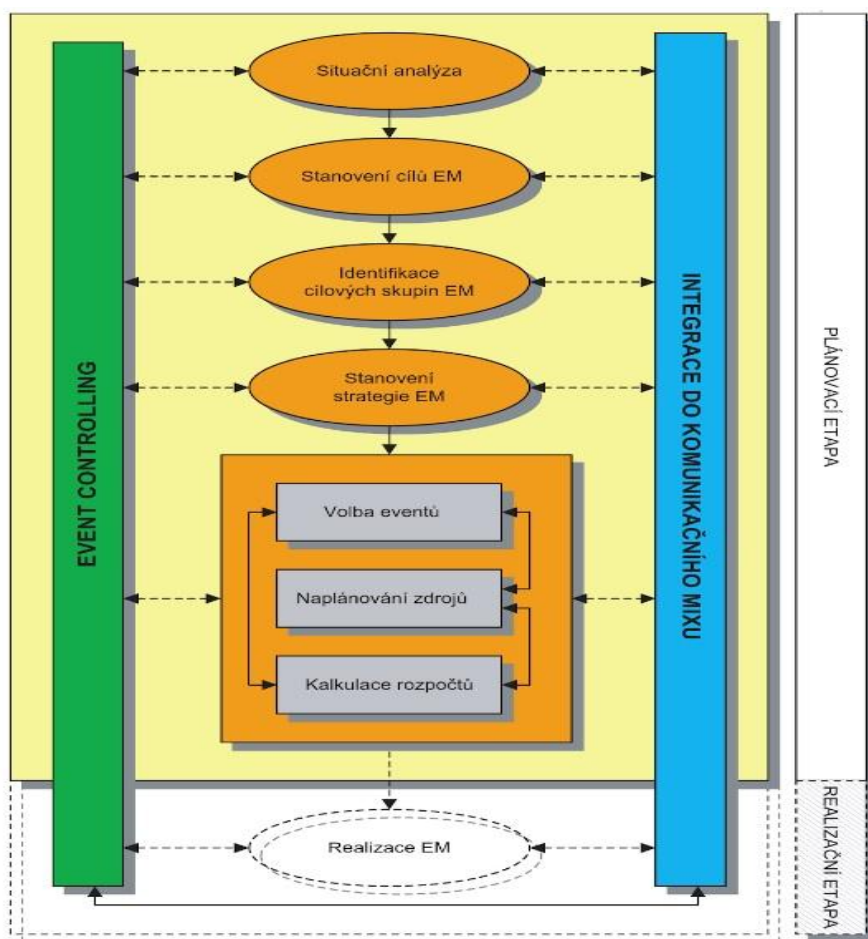 Situační analýza
Stanovení cílů EM
Identifikace
cílových skupin EM
Stanovení
strategie EM
Volba eventů
Naplánování zdrojů
Kalkulace rozpočtů
Realizace EM
EVENT CONTROLLING
INTEGRACE DO KOMUNIKAČNÍHO MIXU
PLÁNOVACÍ ETAPA
REALIZAČNÍ ETAPA